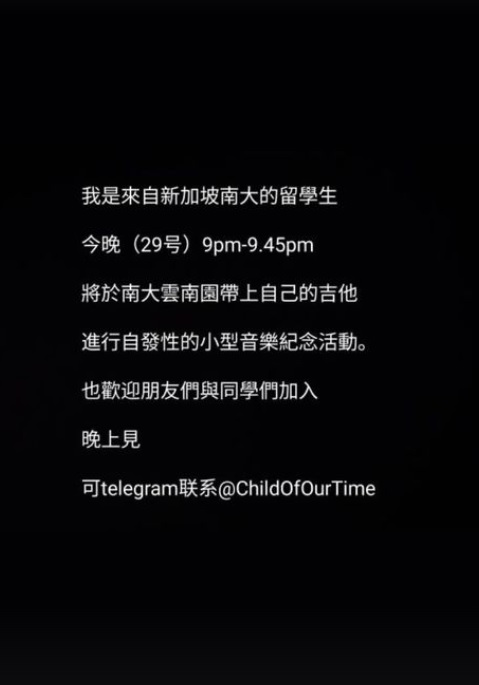 我是來自新加坡南大的留學生
今晚（29号）9pm-9.45pm
將於南大雲南園帶上自己的吉他
進行自發性的小型音樂紀念活動。
也歡迎朋友們與同學們加入
晚上見
可telegram联系@ChildOfOurTime